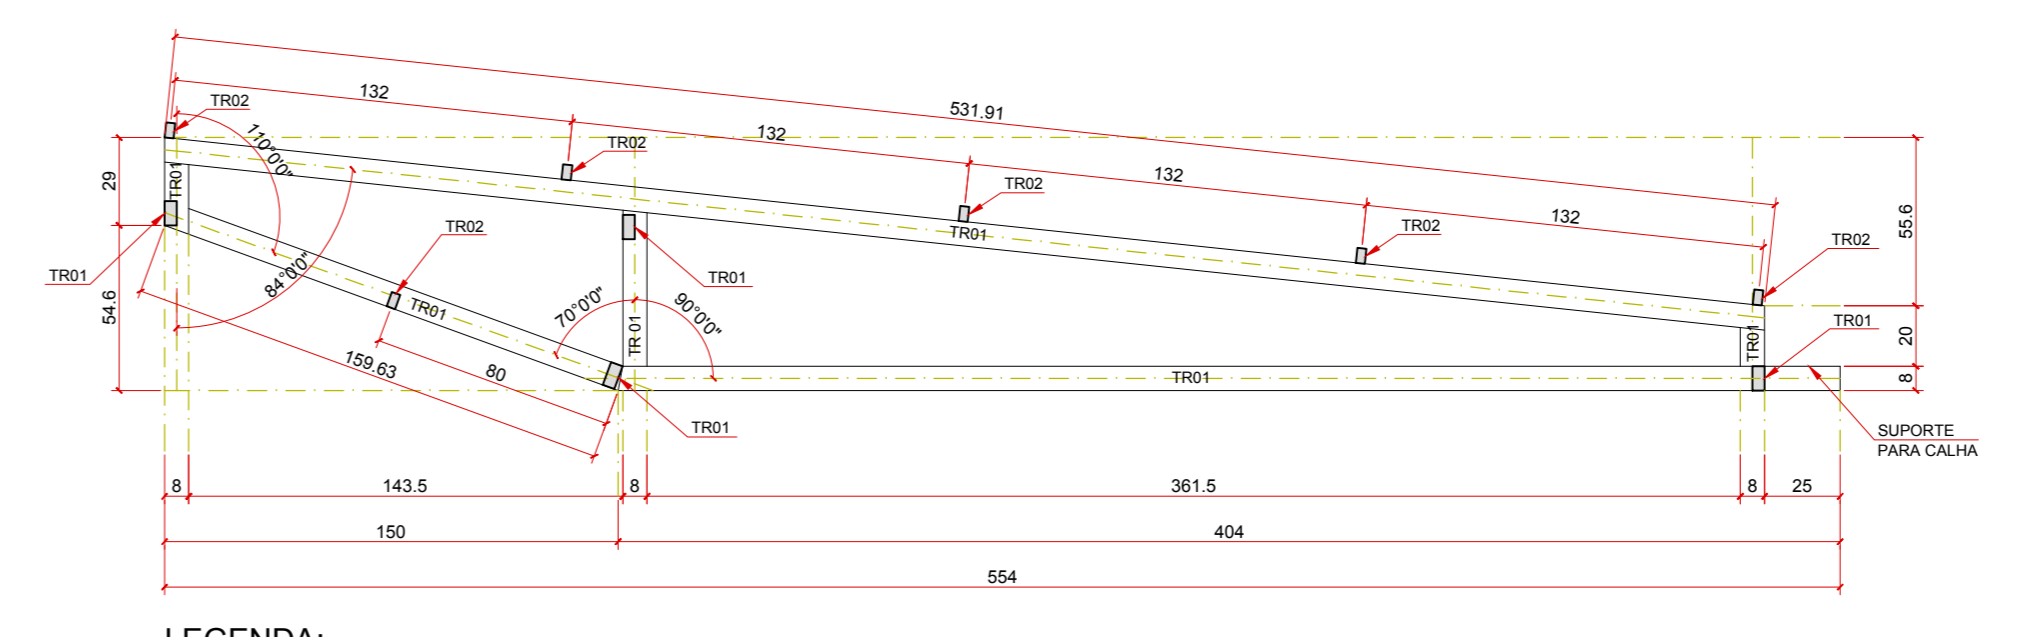 531.91
132
132
132
132
TR02
TR02
TR02
TR02
TR02
110°0'0"
84°0'0"
29
54.6
TR01
TR01
TR02
TR01
159.63
80
TR01
TR01
TR01
70°0'0"
90°0'0"
TR 01
TR01
TR01
TR01
TR01
55.6
20
8
SUPORTE
PARA CALHA
8
143.5
8
361.5
8
25
150
404
554